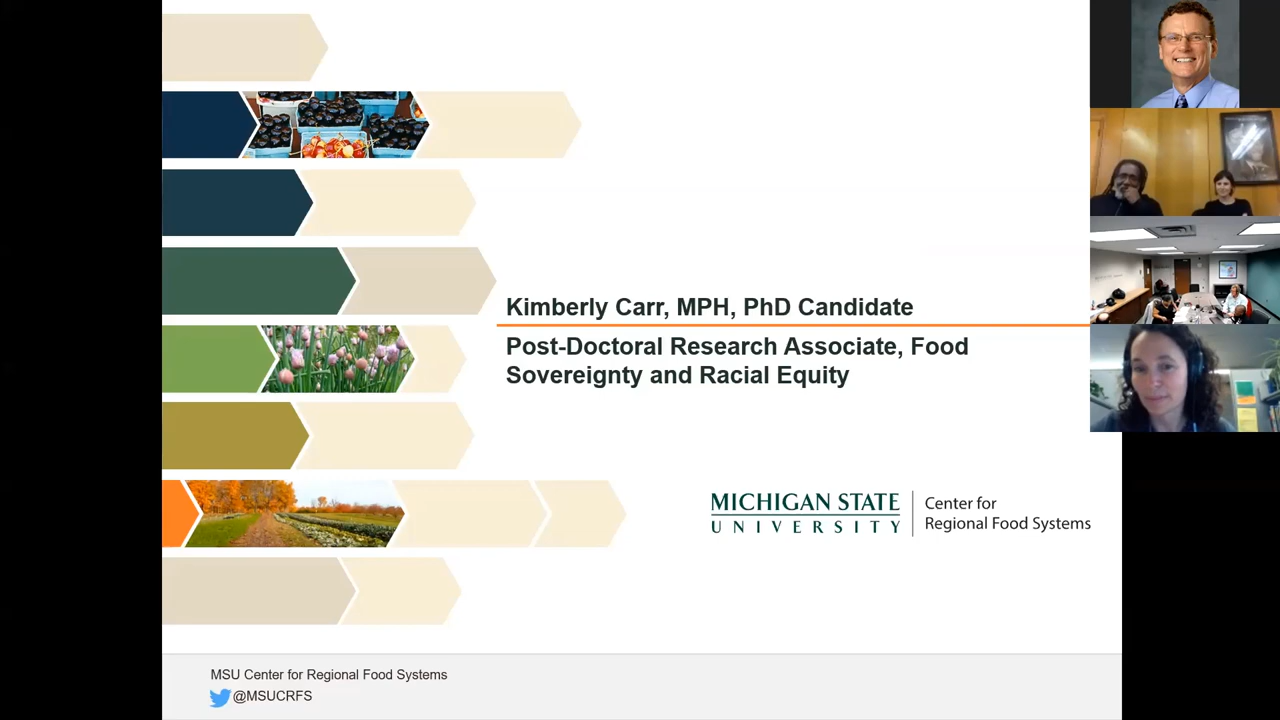 Kimberly Carr, MPH, PhD Candidate
Post-Doctoral Research Associate, Food
Sovereignty and Racial Equity
MICHIGAN STATE
UNIVERSITY
Center for
Regional Food Systems
MSU Center for Regional Food Systems
@MSUCRFS